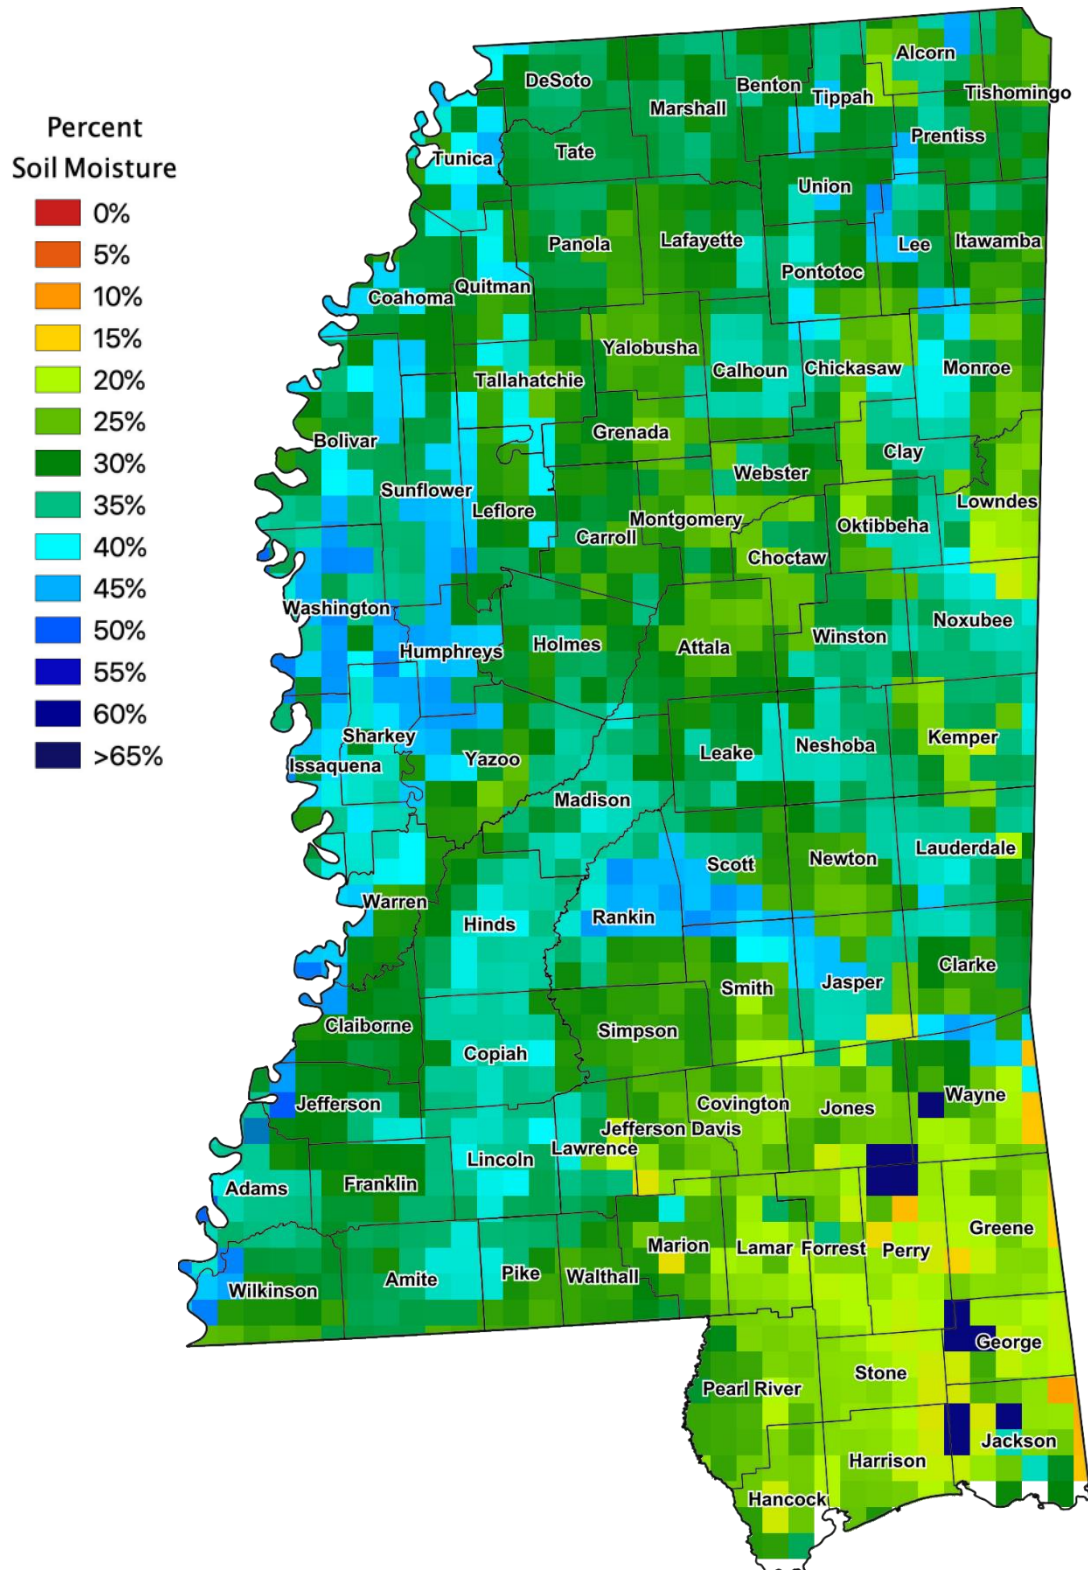 Percent
Soil Moisture
0%
5%
10%
15%
20%
25%
30%
35%
40%
45%
50%
55%
60%
>65%
Alcorn
DeSoto
Benton
Tippah
Tishomingo
Marshall
Prentiss
Tunica
Tate
Union
Panola
Lafayette
Lee
Itawamba
Pontotoc
Quitman
Coahoma
Yalobusha
Calhoun
Chickasaw
Monroe
Tallahatchie
Grenada
Bolivar
Clay
Webster
Sunflower
Lowndes
Leflore
Montgomery
Oktibbeha
Carroll
Choctaw
Washington
Noxubee
Winston
Holmes
Attala
Humphreys
Sharkey
Kemper
Neshoba
Leake
Yazoo
Issaquena
Madison
Lauderdale
Newton
Scott
Warren
Rankin
Hinds
Clarke
Jasper
Smith
Claiborne
Simpson
Copiah
Wayne
Jefferson
Covington
Jones
Jefferson Davis
Lawrence
Lincoln
Franklin
Adams
Greene
Marion
Lamar
Forrest
Perry
Pike
Walthall
Amite
Wilkinson
George
Stone
Pearl River
Jackson
Harrison
Hancock